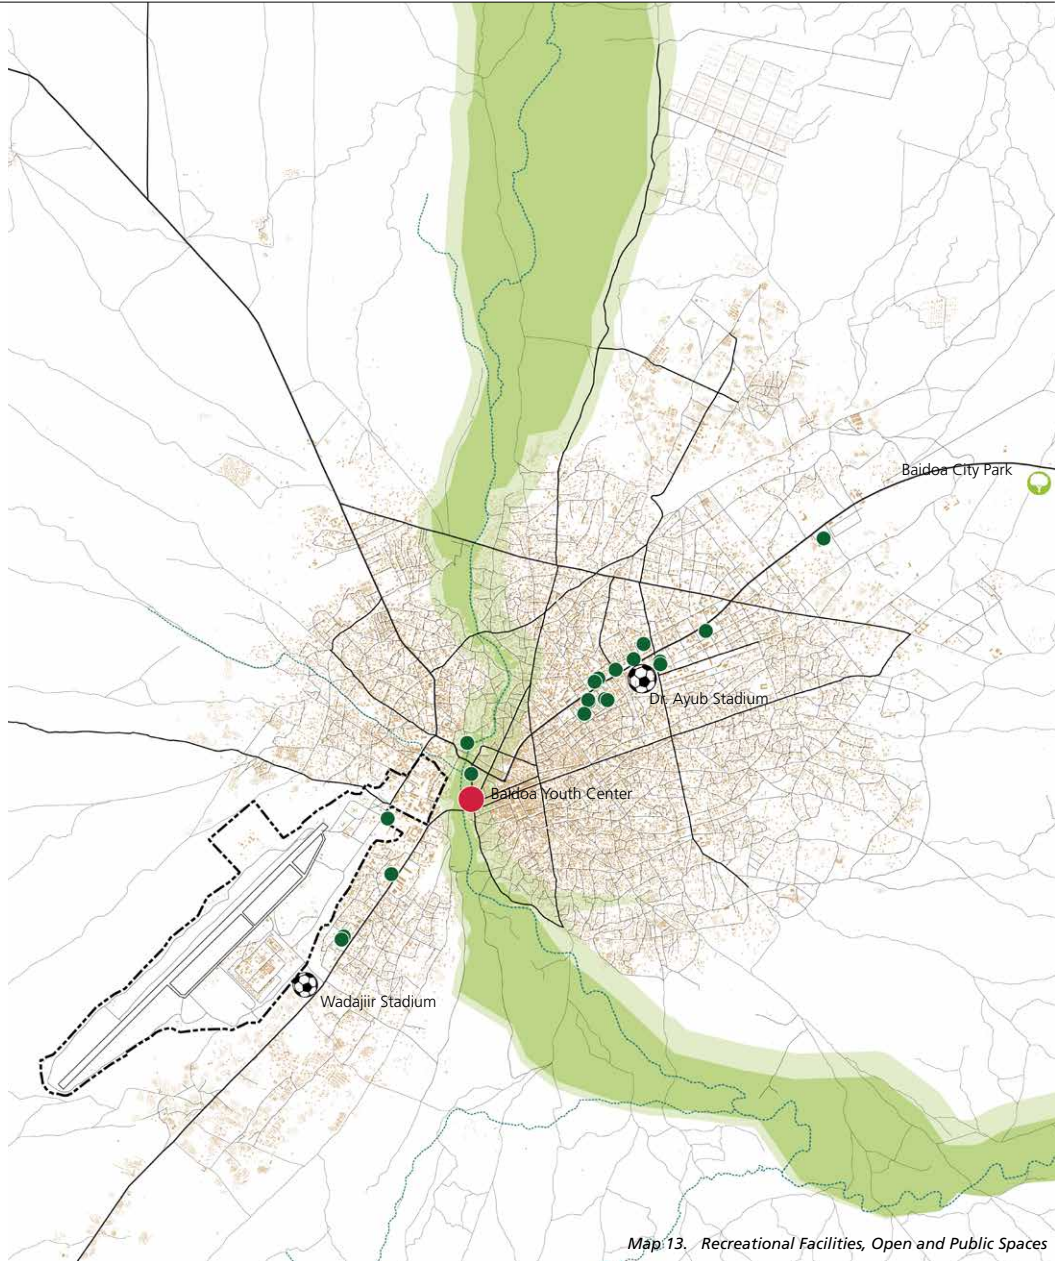 Baidoa City Park
Dr. Ayub Stadium
Baidoa Youth Center
Wadajiir Stadium
Map 13. Recreational Facilities, Open and Public Spaces